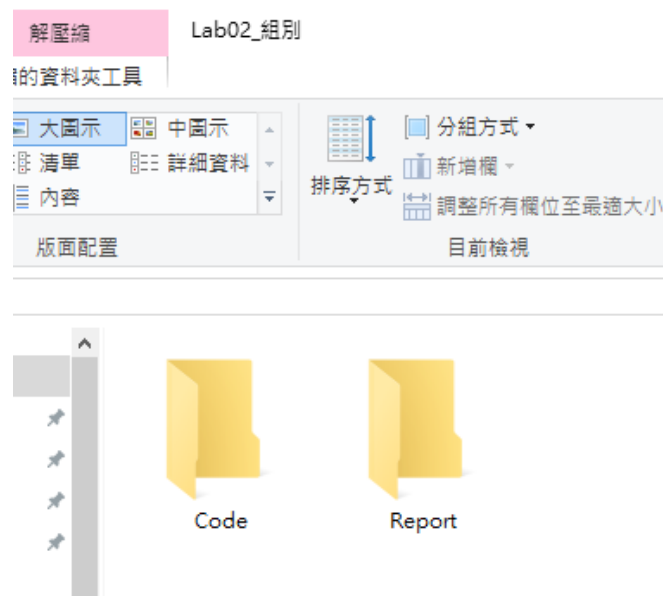 解壓縮
Lab02_組別
的資料夾工具
大圖示
中圖示
清單
詳細資料
內容
版面配置
排序方式
分組方式
新增欄
調整所有欄位至最適大小
目前檢視
Code
Report